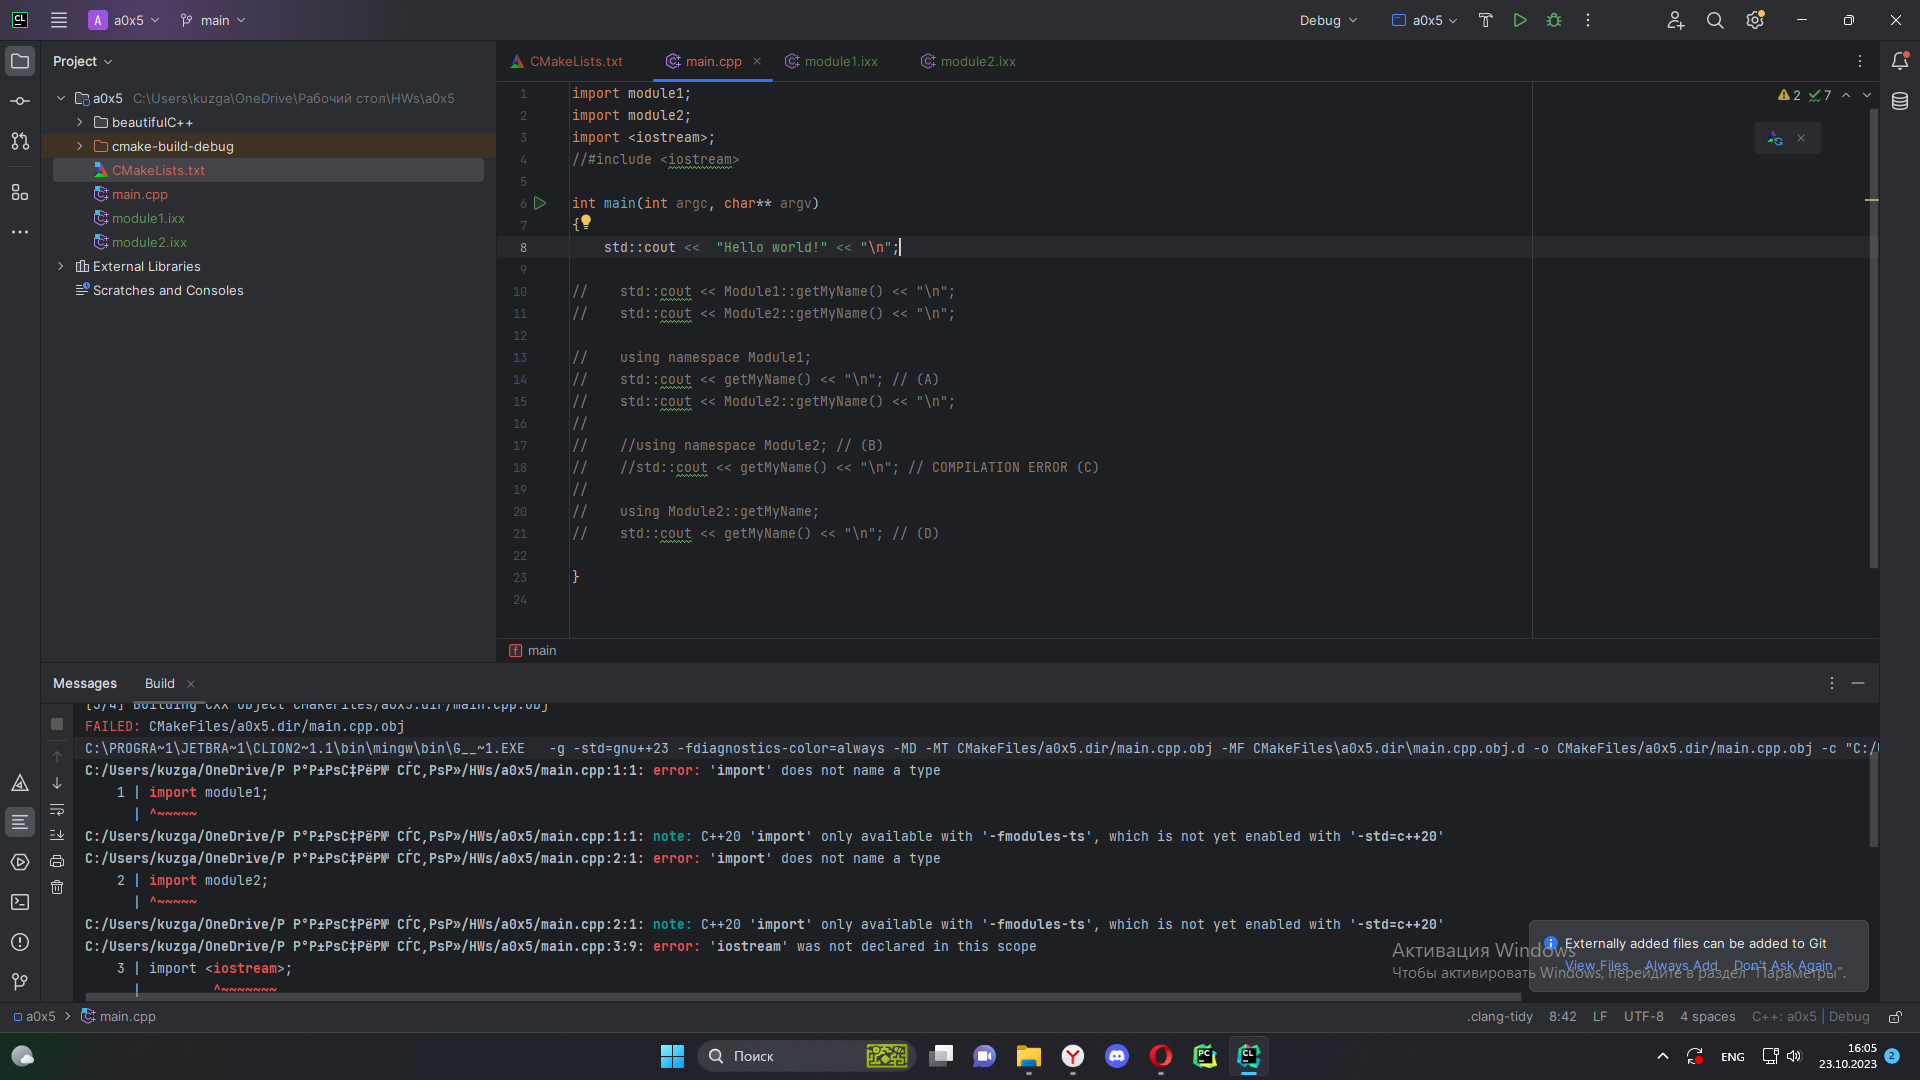 A a0x5 main Debug a0x5
Project
a0x5 C:\Users\kuzga\OneDrive\Рабочий стол\HWs\a0x5
beautifulC++
cmake-build-debug
CMakeLists.txt
main.cpp
module1.ixx
module2.ixx
External Libraries
Scratches and Consoles
CMakeLists.txt main.cpp module1.ixx module2.ixx
2 7
1 import module1;
2 import module2;
3 import <iostream>;
4 //#include <iostream>
5
6 int main(int argc, char** argv)
7 {
8 std::cout <<  "Hello world!" << "\n";
9
10 //    std::cout << Module1::getMyName() << "\n";
11 //    std::cout << Module2::getMyName() << "\n";
12
13 //    using namespace Module1;
14 //    std::cout << getMyName() << "\n"; // (A)
15 //    std::cout << Module2::getMyName() << "\n";
16 //
17 //    //using namespace Module2; // (B)
18 //    //std::cout << getMyName() << "\n"; // COMPILATION ERROR (C)
19 //
20 //    using Module2::getMyName;
21 //    std::cout << getMyName() << "\n"; // (D)
22
23 }
24
main
Messages Build
[3/4] Building CXX object CMakeFiles/a0x5.dir/main.cpp.obj
FAILED: CMakeFiles/a0x5.dir/main.cpp.obj
C:\PROGRA~1\JETBRA~1\CLION2~1.1\bin\mingw\bin\G__~1.EXE   -g -std=gnu++23 -fdiagnostics-color=always -MD -MT CMakeFiles/a0x5.dir/main.cpp.obj -MF CMakeFiles\a0x5.dir\main.cpp.obj.d -o CMakeFiles/a0x5.dir/main.cpp.obj -c "C:/
C:/Users/kuzga/OneDrive/Р Р°Р±РѕС‡РёР№ СЃС‚РѕР»/HWs/a0x5/main.cpp:1:1: error: 'import' does not name a type
1 | import module1;
| ^~~~~~
C:/Users/kuzga/OneDrive/Р Р°Р±РѕС‡РёР№ СЃС‚РѕР»/HWs/a0x5/main.cpp:1:1: note: C++20 'import' only available with '-fmodules-ts', which is not yet enabled with '-std=c++20'
C:/Users/kuzga/OneDrive/Р Р°Р±РѕС‡РёР№ СЃС‚РѕР»/HWs/a0x5/main.cpp:2:1: error: 'import' does not name a type
2 | import module2;
| ^~~~~~
C:/Users/kuzga/OneDrive/Р Р°Р±РѕС‡РёР№ СЃС‚РѕР»/HWs/a0x5/main.cpp:2:1: note: C++20 'import' only available with '-fmodules-ts', which is not yet enabled with '-std=c++20'
C:/Users/kuzga/OneDrive/Р Р°Р±РѕС‡РёР№ СЃС‚РѕР»/HWs/a0x5/main.cpp:3:9: error: 'iostream' was not declared in this scope
3 | import <iostream>;
| ^~~~~~~~
Активация Windows
Чтобы активировать Windows, перейдите в раздел "Параметры".
Externally added files can be added to Git
View Files Always Add Don't Ask Again
a0x5 main.cpp .clang-tidy 8:42 LF UTF-8 4 spaces C++: a0x5 | Debug
Поиск ENG 16:05
23.10.2023 2